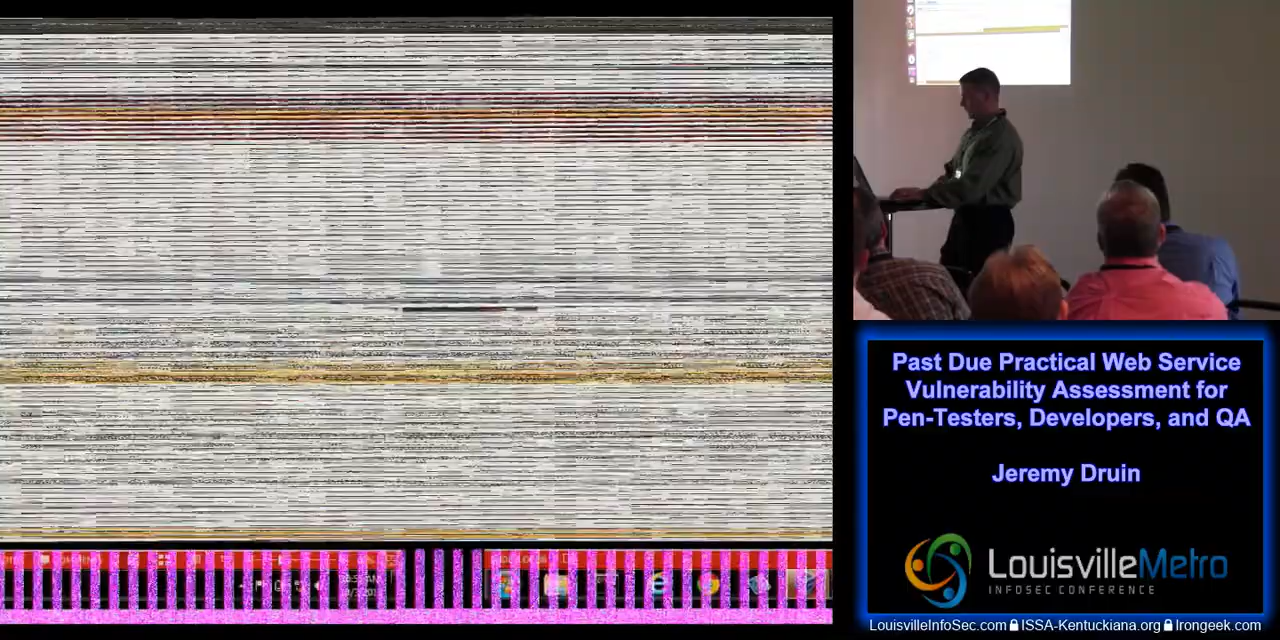 Past Due Practical Web Service
Vulnerability Assessment for
Pen-Testers, Developers, and QA
Jeremy Druin
LouisvilleMetro
INFOSEC CONFERENCE
LouisvilleInfoSec.com ISSA-Kentuckiana.org Irongeek.com